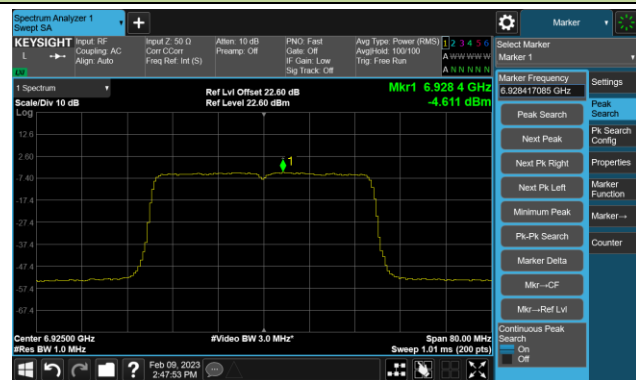 Spectrum Analyzer 1
Swept SA
Marker
KEYSIGHT
L
Input: RF
Coupling: AC
Align: Auto
Input Z: 50 Ω
Corr CCorr
Freq Ref: Int (S)
Atten: 10 dB
Preamp: Off
PNO: Fast
Gate: Off
IF Gain: Low
Sig Track: Off
Avg Type: Power (RMS)
Avg|Hold: 100/100
Trig: Free Run
1 2 3 4 5 6
A W W W W W
A N N N N N
Select Marker
Marker 1
1 Spectrum
Scale/Div 10 dB
Log
Ref Lvl Offset 22.60 dB
Ref Level 22.60 dBm
Mkr1 6.928 4 GHz
-4.611 dBm
12.6
2.60
-7.40
-17.4
-27.4
-37.4
-47.4
-57.4
-67.4
1
Center 6.92500 GHz
#Res BW 1.0 MHz
#Video BW 3.0 MHz*
Span 80.00 MHz
Sweep 1.01 ms (200 pts)
Marker Frequency
6.928417085 GHz
Peak Search
Next Peak
Next Pk Right
Next Pk Left
Minimum Peak
Pk-Pk Search
Marker Delta
Mkr→CF
Mkr→Ref Lvl
Continuous Peak
Search
On
Off
Settings
Peak
Search
Pk Search
Config
Properties
Marker
Function
Marker→
Counter
Feb 09, 2023
2:47:53 PM